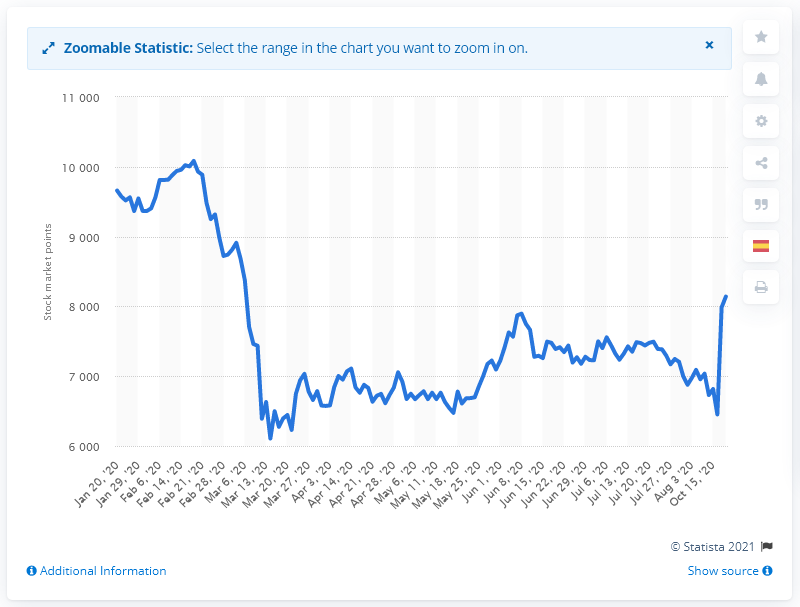 Zoomable Statistic: Select the range in the chart you want to zoom in on. ×
11 000
10 000
9 000
8 000
7 000
6 000
Stock market points
Jan 20, '20
Jan 29, '20
Feb 6, '20
Feb 14, '20
Feb 21, '20
Feb 28, '20
Mar 6, '20
Mar 13, '20
Mar 20, '20
Mar 27, '20
Apr 3, '20
Apr 14, '20
Apr 21, '20
Apr 28, '20
May 6, '20
May 11, '20
May 18, '20
May 25, '20
Jun 1, '20
Jun 8, '20
Jun 15, '20
Jun 22, '20
Jun 29, '20
Jul 6, '20
Jul 13, '20
Jul 20, '20
Jul 27, '20
Aug 3, '20
Oct 15, '20
© Statista 2021
Additional Information
Show source